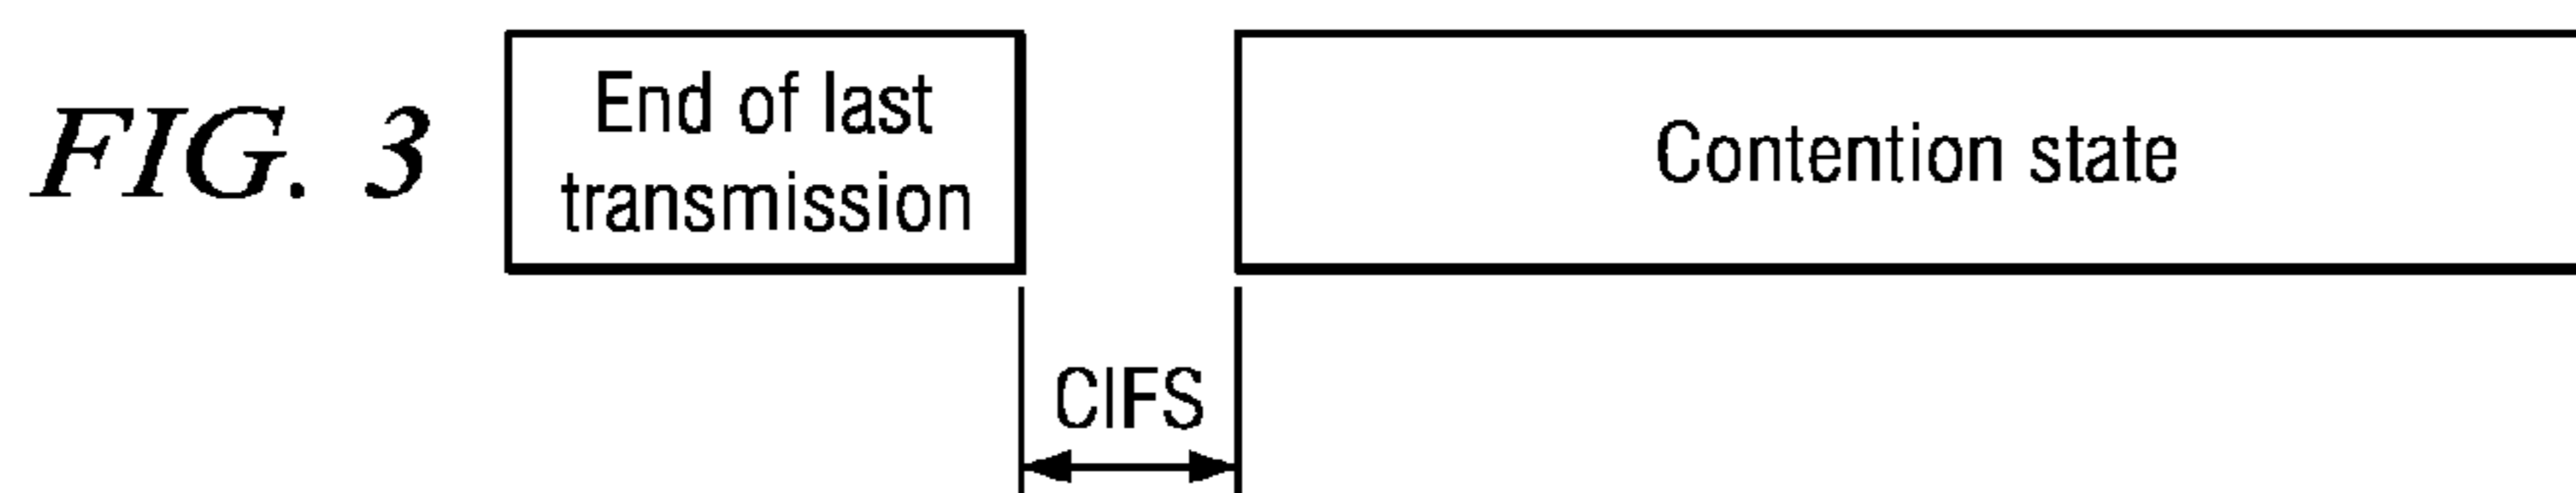 FIG. 3
End of last
transmission
Contention state
CIFS